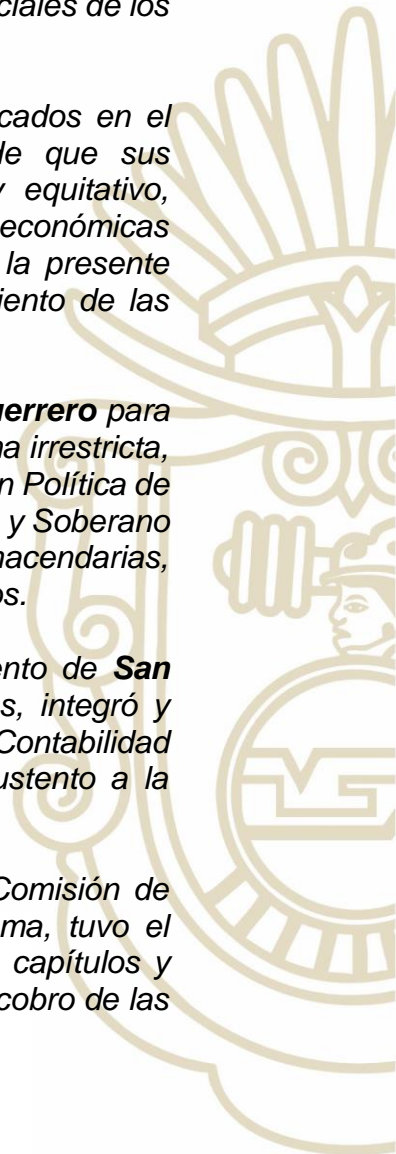 ciales de los
cados en el
de que sus
y equitativo,
económicas
la presente
iento de las
uerrero para
na irrestricta,
n Política de
y Soberano
hacendarias,
os.
ento de San
s, integró y
Contabilidad
ustento a la
Comisión de
ma, tuvo el
capítulos y
cobro de las